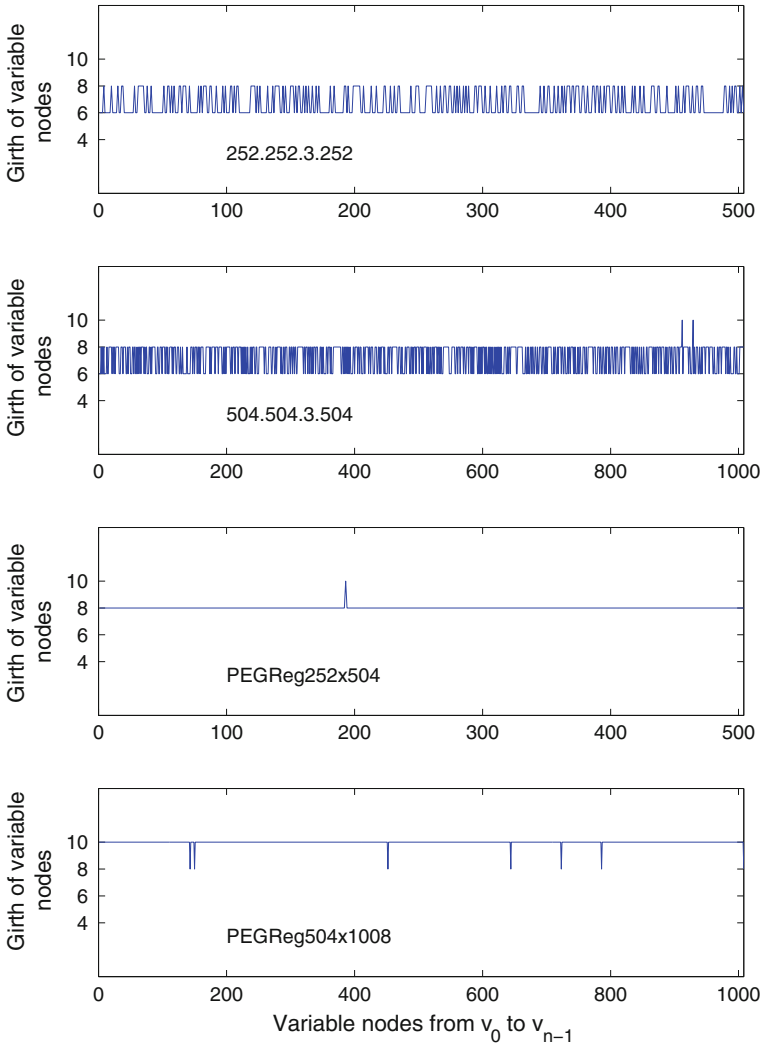 Girth of variable
nodes
10
8
6
4
252.252.3.252
0 100 200 300 400 500
Girth of variable
nodes
10
8
6
4
504.504.3.504
0 200 400 600 800 1000
Girth of variable
nodes
10
8
6
4
PEGReg252x504
0 100 200 300 400 500
Girth of variable
nodes
10
8
6
4
PEGReg504x1008
0 200 400 600 800 1000
Variable nodes from v_0 to v_{n−1}